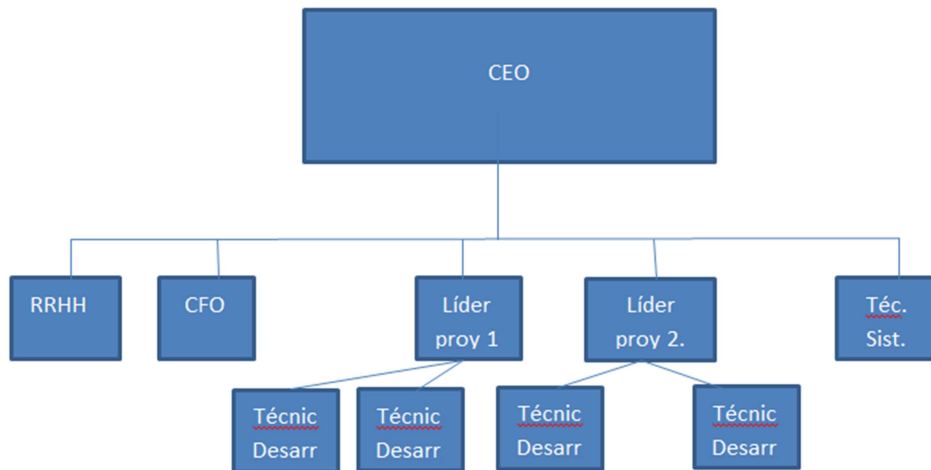 CEO
RRHH
CFO
Líder
proy 1
Líder
proy 2.
Téc.
Sist.
Técnic
Desarr
Técnic
Desarr
Técnic
Desarr
Técnic
Desarr